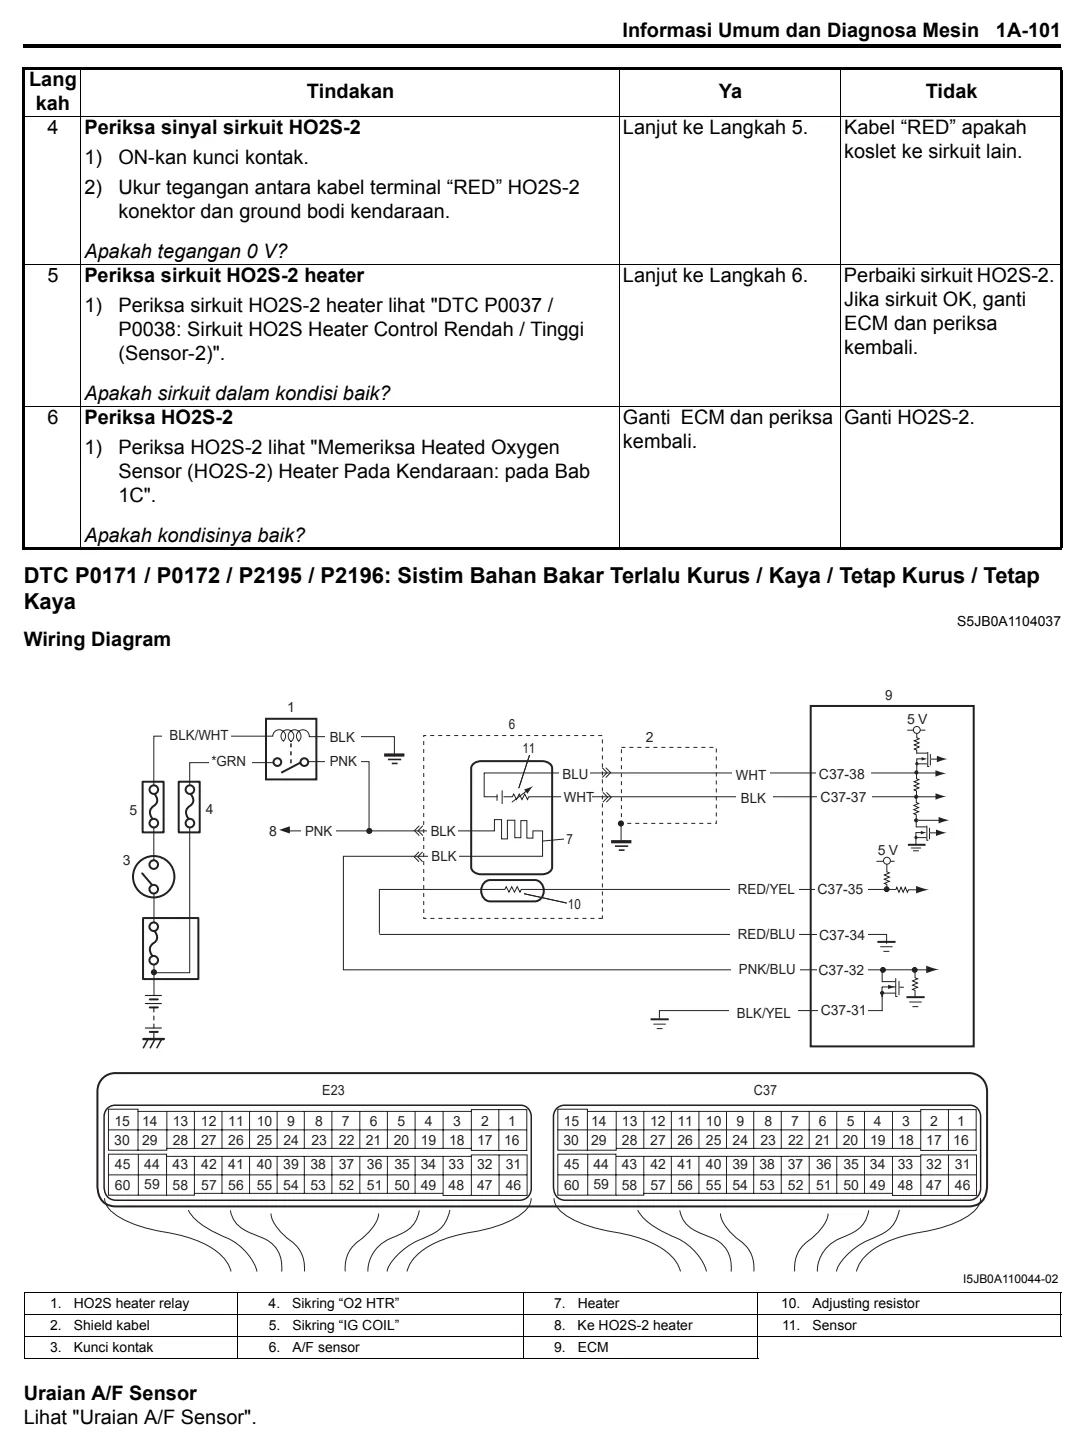 Informasi Umum dan Diagnosa Mesin 1A-101
Lang
kah
Tindakan
Ya
Tidak
4
Periksa sinyal sirkuit HO2S-2
1) ON-kan kunci kontak.
2) Ukur tegangan antara kabel terminal “RED” HO2S-2
konektor dan ground bodi kendaraan.
Apakah tegangan 0 V?
Lanjut ke Langkah 5.
Kabel “RED” apakah
koslet ke sirkuit lain.
5
Periksa sirkuit HO2S-2 heater
1) Periksa sirkuit HO2S-2 heater lihat "DTC P0037 /
P0038: Sirkuit HO2S Heater Control Rendah / Tinggi
(Sensor-2)".
Apakah sirkuit dalam kondisi baik?
Lanjut ke Langkah 6.
Perbaiki sirkuit HO2S-2.
Jika sirkuit OK, ganti
ECM dan periksa
kembali.
6
Periksa HO2S-2
1) Periksa HO2S-2 lihat "Memeriksa Heated Oxygen
Sensor (HO2S-2) Heater Pada Kendaraan: pada Bab
1C".
Apakah kondisinya baik?
Ganti ECM dan periksa
kembali.
Ganti HO2S-2.
DTC P0171 / P0172 / P2195 / P2196: Sistim Bahan Bakar Terlalu Kurus / Kaya / Tetap Kurus / Tetap
Kaya
S5JB0A1104037
Wiring Diagram
1
BLK/WHT
BLK
*GRN
PNK
5
4
3
8
PNK
BLK
BLK
6
11
BLU
WHT
7
10
2
WHT
BLK
RED/YEL
RED/BLU
PNK/BLU
BLK/YEL
9
5 V
C37-38
C37-37
5 V
C37-35
C37-34
C37-32
C37-31
E23
15 14 13 12 11 10 9 8 7 6 5 4 3 2 1
30 29 28 27 26 25 24 23 22 21 20 19 18 17 16
45 44 43 42 41 40 39 38 37 36 35 34 33 32 31
60 59 58 57 56 55 54 53 52 51 50 49 48 47 46
C37
15 14 13 12 11 10 9 8 7 6 5 4 3 2 1
30 29 28 27 26 25 24 23 22 21 20 19 18 17 16
45 44 43 42 41 40 39 38 37 36 35 34 33 32 31
60 59 58 57 56 55 54 53 52 51 50 49 48 47 46
I5JB0A110044-02
1. HO2S heater relay
4. Sikring “O2 HTR”
7. Heater
10. Adjusting resistor
2. Shield kabel
5. Sikring “IG COIL”
8. Ke HO2S-2 heater
11. Sensor
3. Kunci kontak
6. A/F sensor
9. ECM
Uraian A/F Sensor
Lihat "Uraian A/F Sensor".